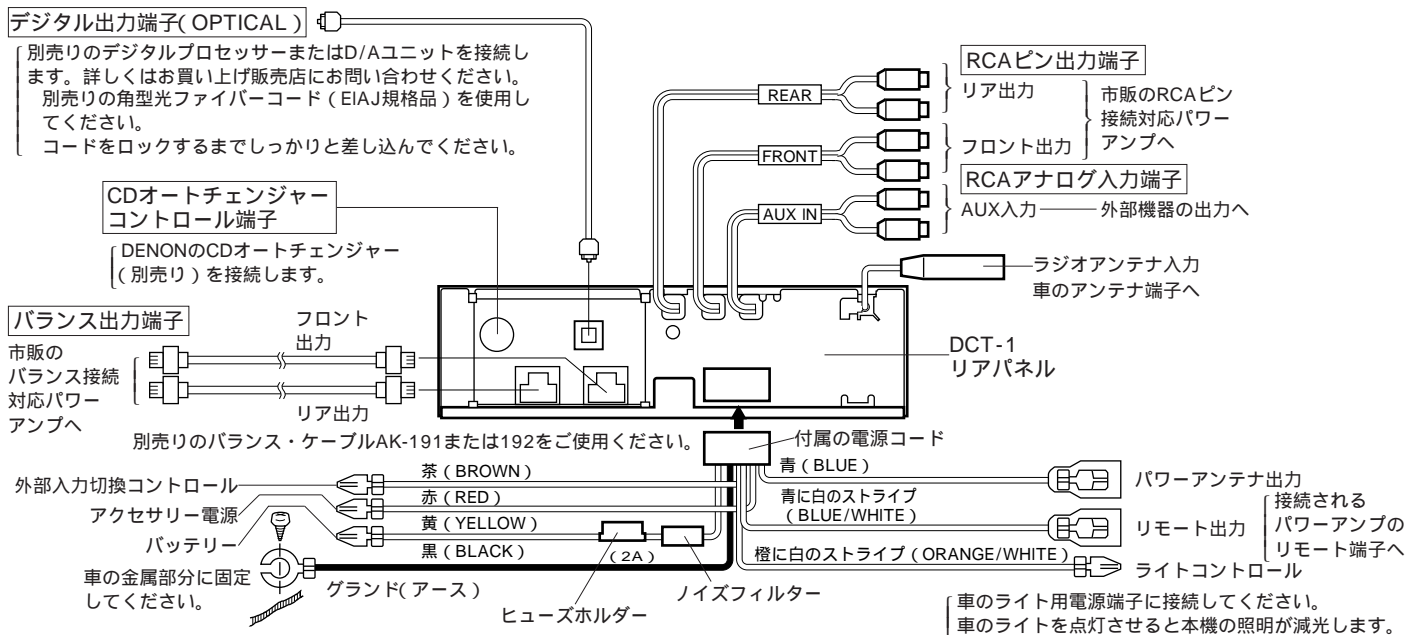 デジタル出力端子(OPTICAL)
別売りのデジタルプロセッサーまたはD/Aユニットを接続し
ます。詳しくはお買い上げ販売店にお問い合わせください。
別売りの角型光ファイバーコード(EIAJ規格品)を使用し
てください。
コードをロックするまでしっかりと差し込んでください。
CDオートチェンジャー
コントロール端子
DENONのCDオートチェンジャー
(別売り)を接続します。
バランス出力端子
市販の
バランス接続
対応パワー
アンプへ
フロント
出力
リア出力
別売りのバランス・ケーブルAK-191または192をご使用ください。
REAR
FRONT
AUX IN
RCAピン出力端子
リア出力
フロント出力
市販のRCAピン
接続対応パワー
アンプへ
RCAアナログ入力端子
AUX入力
外部機器の出力へ
ラジオアンテナ入力
車のアンテナ端子へ
DCT-1
リアパネル
付属の電源コード
外部入力切換コントロール
アクセサリー電源
バッテリー
車の金属部分に固定
してください。
茶(BROWN)
赤(RED)
黄(YELLOW)
黒(BLACK)
(2A)
グランド(アース)
ヒューズホルダー
ノイズフィルター
青(BLUE)
青に白のストライプ
(BLUE/WHITE)
橙に白のストライプ(ORANGE/WHITE)
パワーアンテナ出力
リモート出力
接続される
パワーアンプの
リモート端子へ
ライトコントロール
車のライト用電源端子に接続してください。
車のライトを点灯させると本機の照明が減光します。